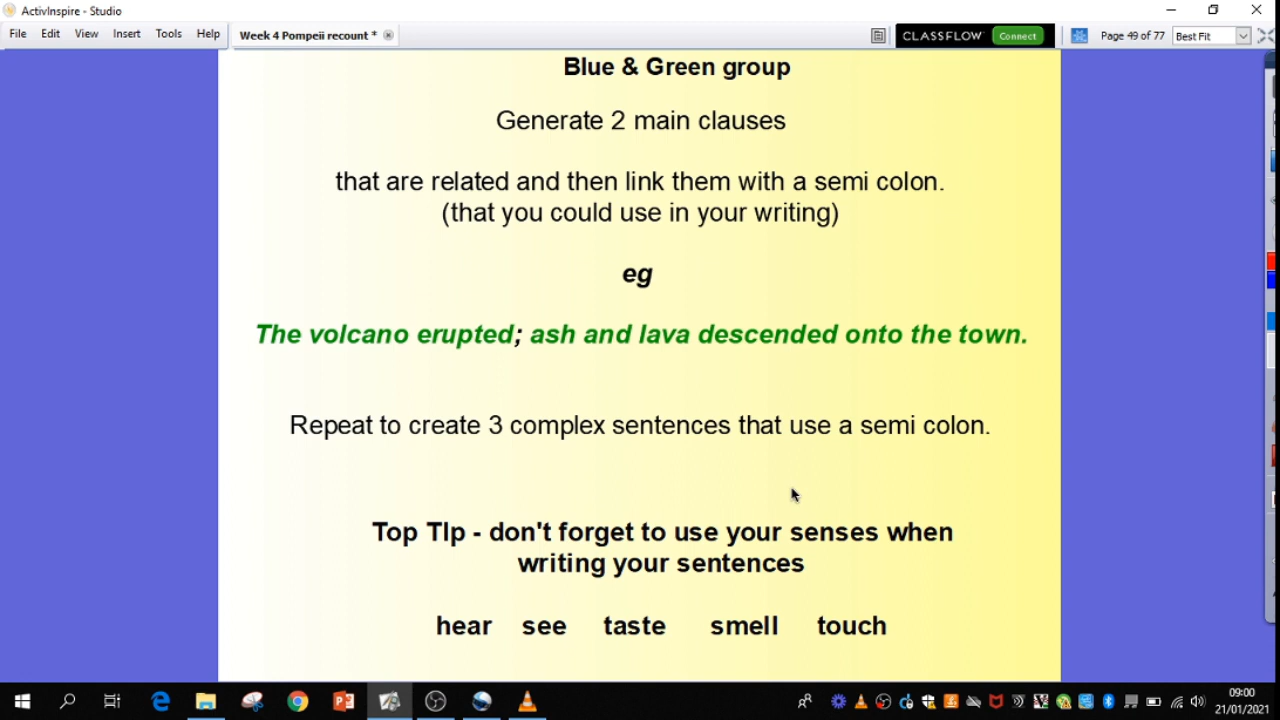 ActivInspire - Studio
File Edit View Insert Tools Help Week 4 Pompeii recount * CLASSFLOW Connect Page 49 of 77 Best Fit
Blue & Green group
Generate 2 main clauses
that are related and then link them with a semi colon.
(that you could use in your writing)
eg
The volcano erupted; ash and lava descended onto the town.
Repeat to create 3 complex sentences that use a semi colon.
Top TIp - don't forget to use your senses when
writing your sentences
hear see taste smell touch
09:00
21/01/2021